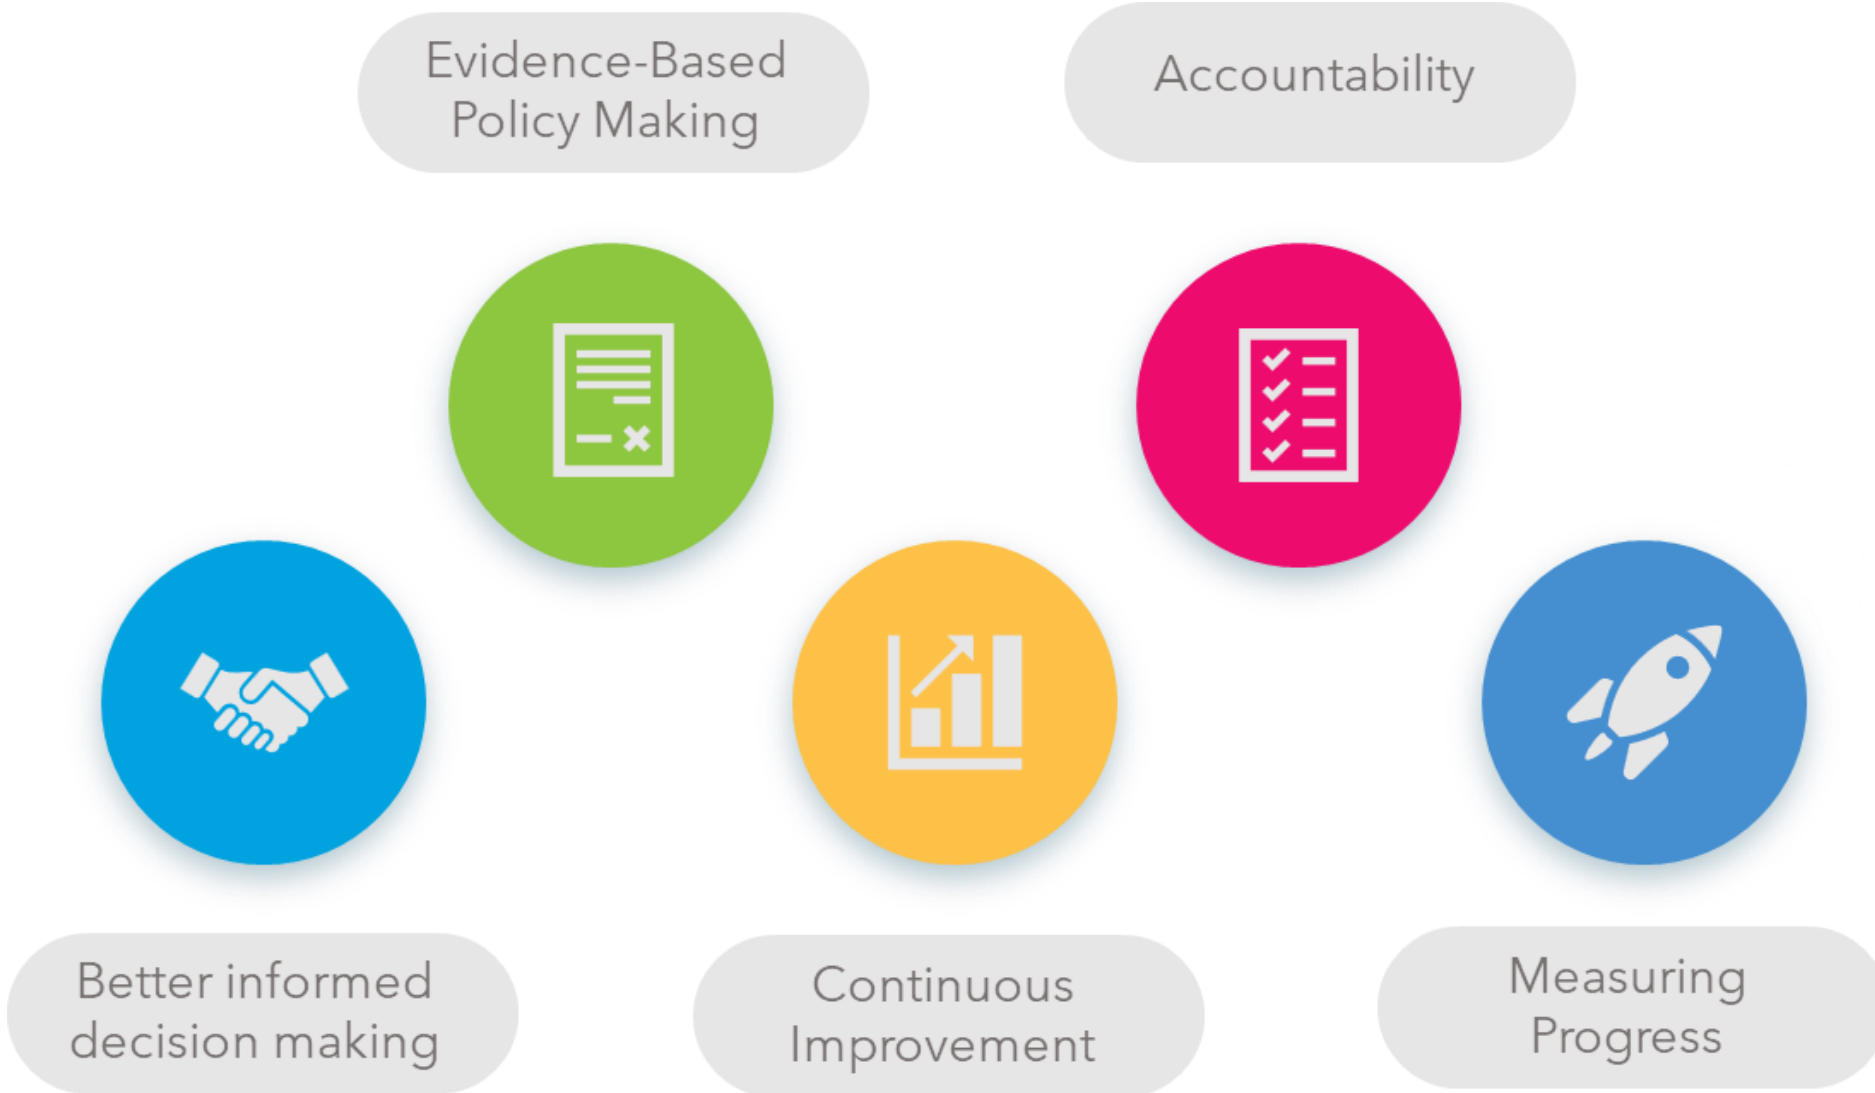 Evidence-Based
Policy Making
Accountability
Better informed
decision making
Continuous
Improvement
Measuring
Progress